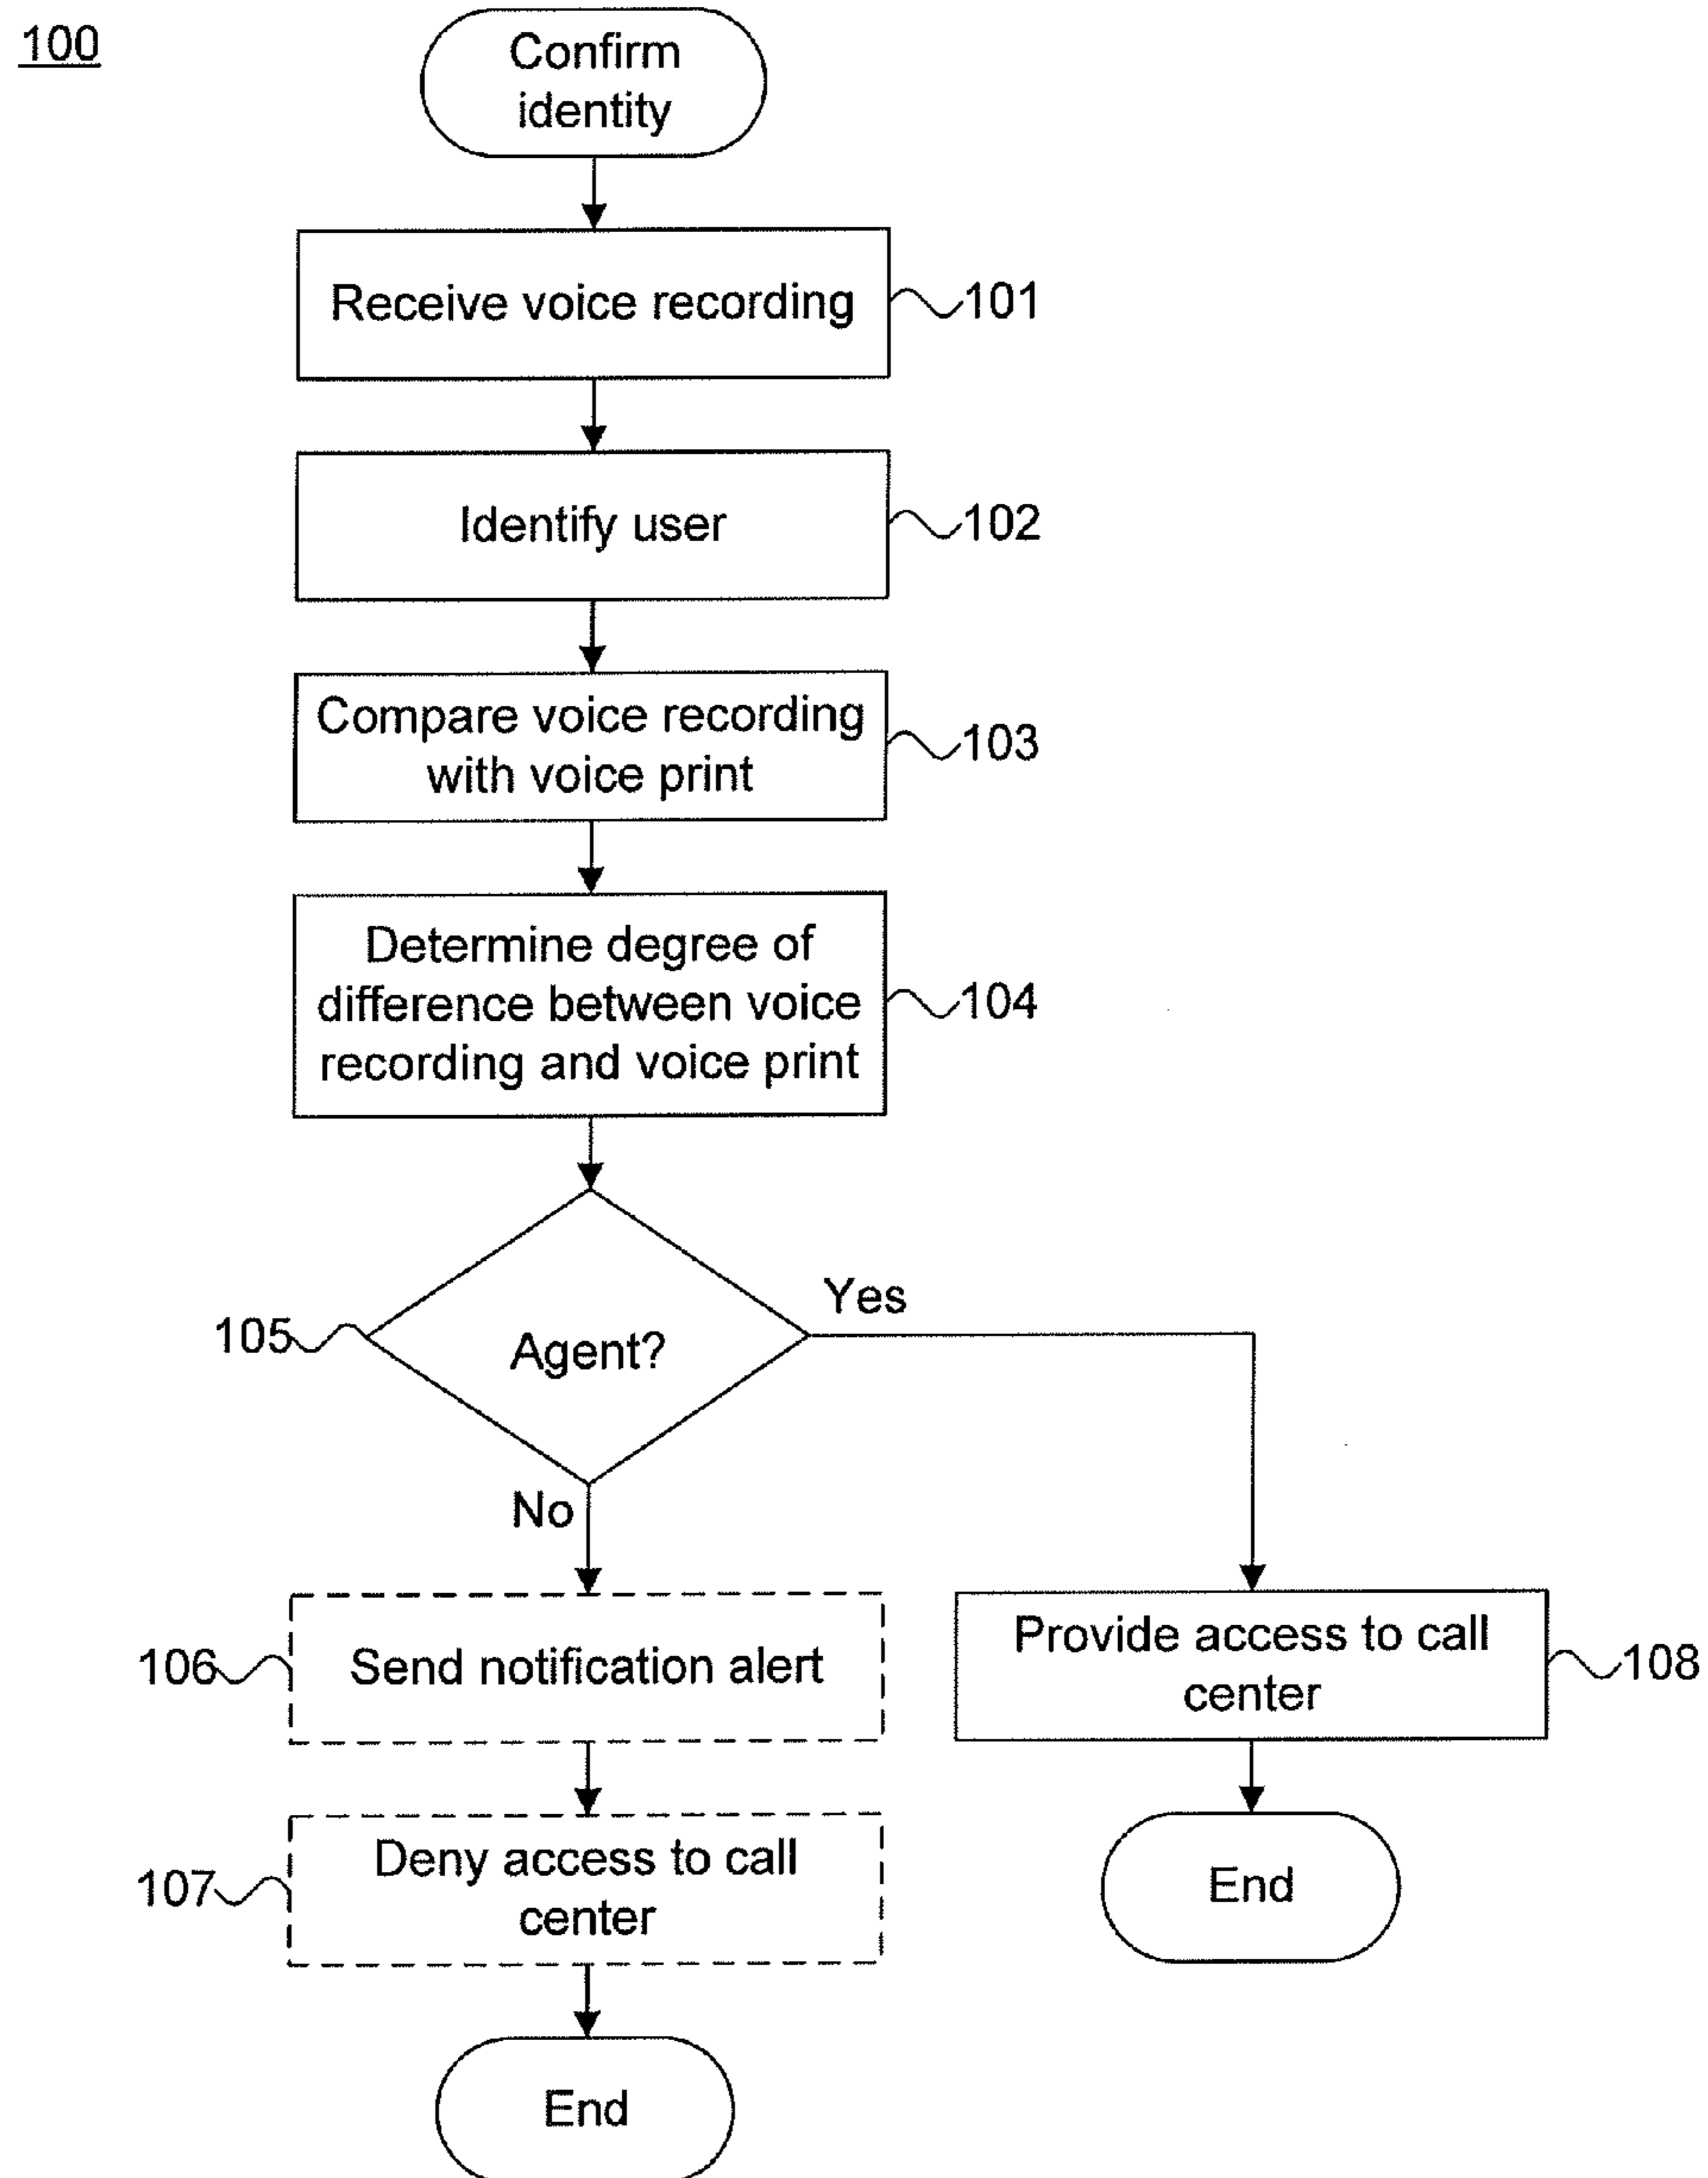 100
Confirm
identity
Receive voice recording
101
Identify user
102
Compare voice recording
with voice print
103
Determine degree of
difference between voice
recording and voice print
104
105
Agent?
Yes
No
106
Send notification alert
Provide access to call
center
108
107
Deny access to call
center
End
End